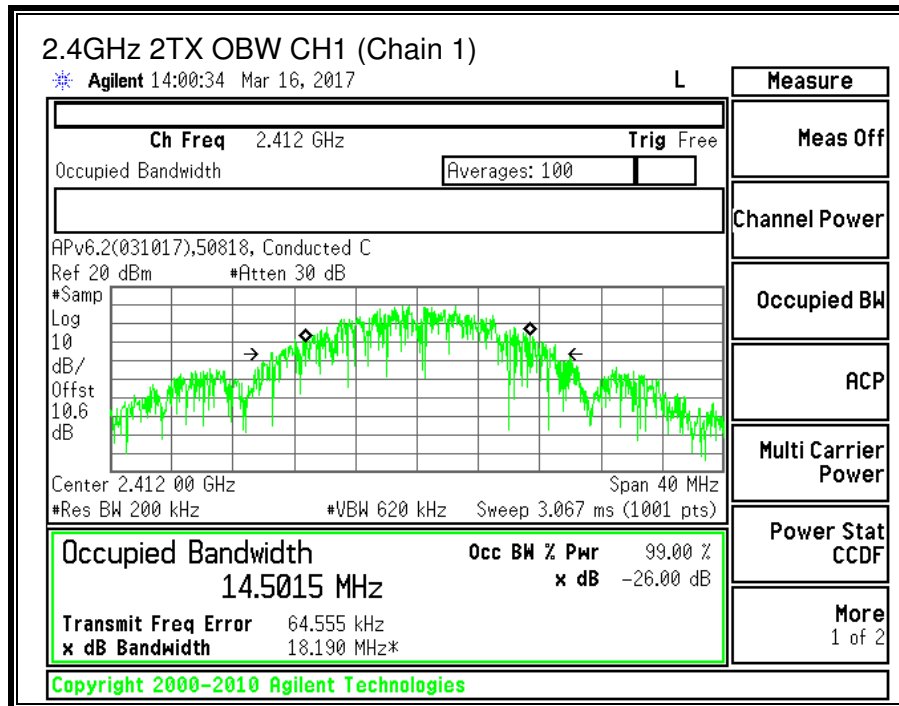 2.4GHz 2TX OBW CH1 (Chain 1)
Agilent 14:00:34 Mar 16, 2017 L
Measure
Ch Freq 2.412 GHz Trig Free
Meas Off
Occupied Bandwidth Averages: 100
Channel Power
APv6.2(031017),50818, Conducted C
Ref 20 dBm #Atten 30 dB
#Samp
Log
10
dB/
Offst
10.6
dB
Occupied BW
ACP
Multi Carrier
Power
Center 2.412 00 GHz Span 40 MHz
#Res BW 200 kHz #VBW 620 kHz Sweep 3.067 ms (1001 pts)
Power Stat
CCDF
Occupied Bandwidth Occ BW % Pwr 99.00 %
14.5015 MHz x dB -26.00 dB
Transmit Freq Error 64.555 kHz
x dB Bandwidth 18.190 MHz*
More
1 of 2
Copyright 2000-2010 Agilent Technologies